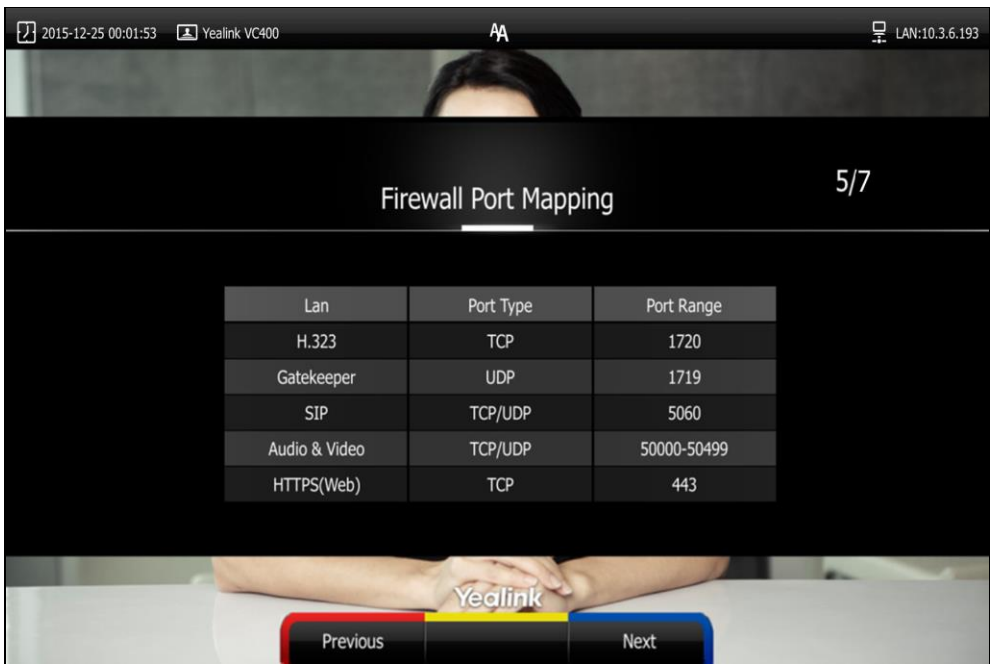 2015-12-25 00:01:53 Yealink VC400 AA LAN:10.3.6.193
5/7
Firewall Port Mapping
Lan Port Type Port Range
H.323 TCP 1720
Gatekeeper UDP 1719
SIP TCP/UDP 5060
Audio & Video TCP/UDP 50000-50499
HTTPS(Web) TCP 443
Yealink
Previous Next